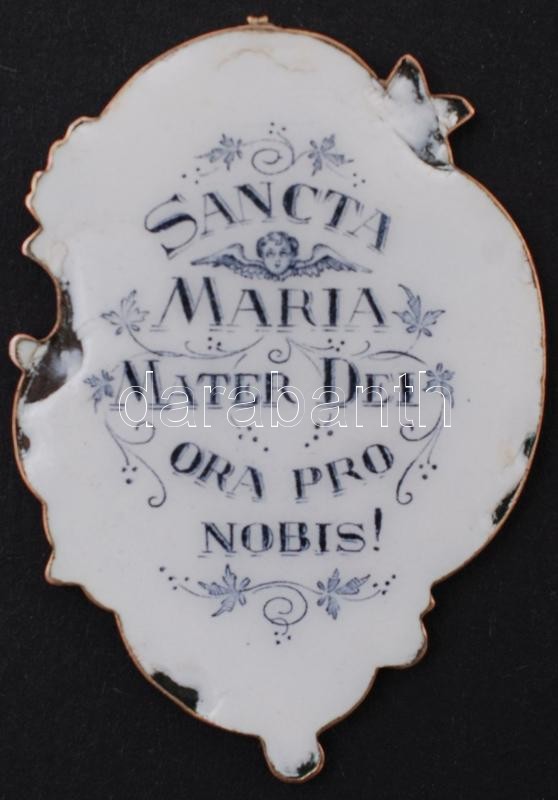 SANCTA
MARIA
MATER DEI
darabanth
ORA PRO
NOBIS!